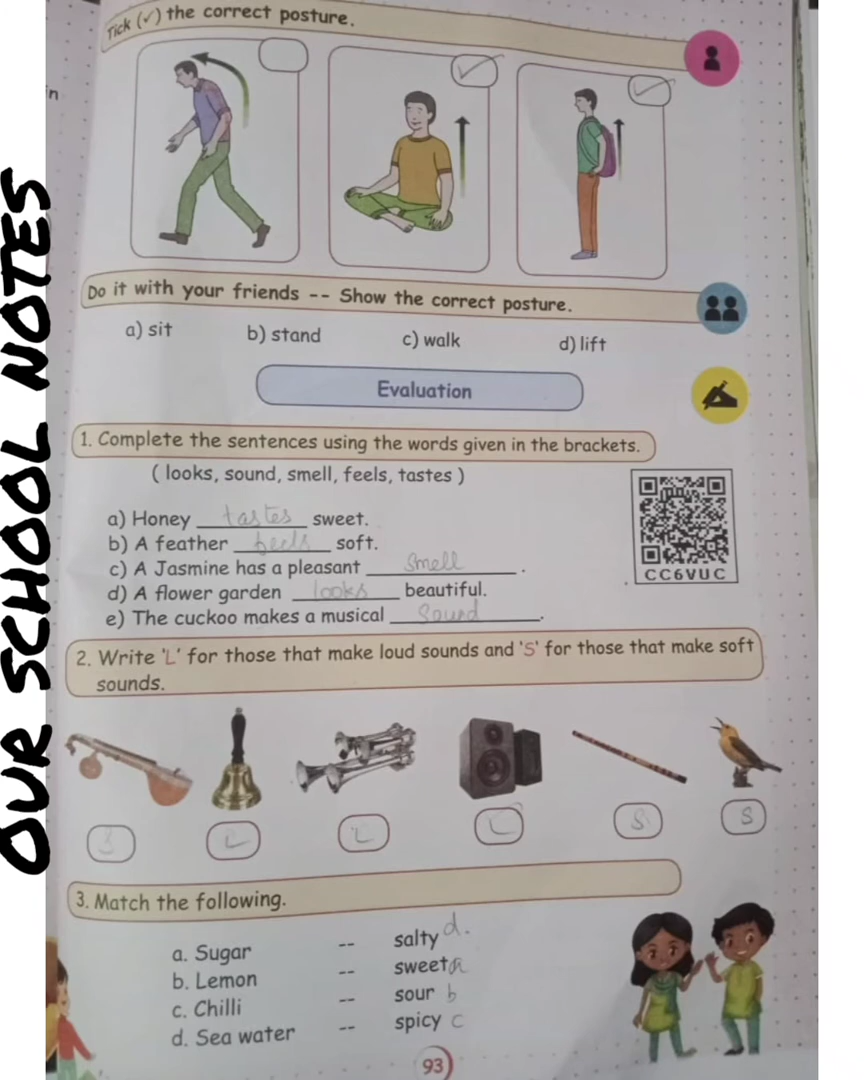 OUR SCHOOL NOTES
in
Tick (✓) the correct posture.
✓ ✓
Do it with your friends -- Show the correct posture.
a) sit b) stand c) walk d) lift
Evaluation
1. Complete the sentences using the words given in the brackets.
( looks, sound, smell, feels, tastes )
a) Honey tastes sweet.
b) A feather feels soft.
c) A Jasmine has a pleasant smell .
d) A flower garden looks beautiful.
e) The cuckoo makes a musical Sound.
CC6VUC
2. Write 'L' for those that make loud sounds and 'S' for those that make soft
sounds.
S L L L S S
3. Match the following.
a. Sugar -- salty d.
b. Lemon -- sweet a
c. Chilli -- sour b
d. Sea water -- spicy c
93